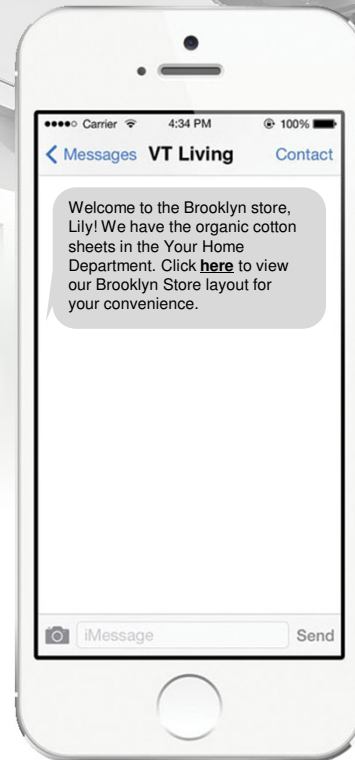 Carrier 4:34 PM 100%
Messages VT Living Contact
Welcome to the Brooklyn store,
Lily! We have the organic cotton
sheets in the Your Home
Department. Click here to view
our Brooklyn Store layout for
your convenience.
iMessage Send